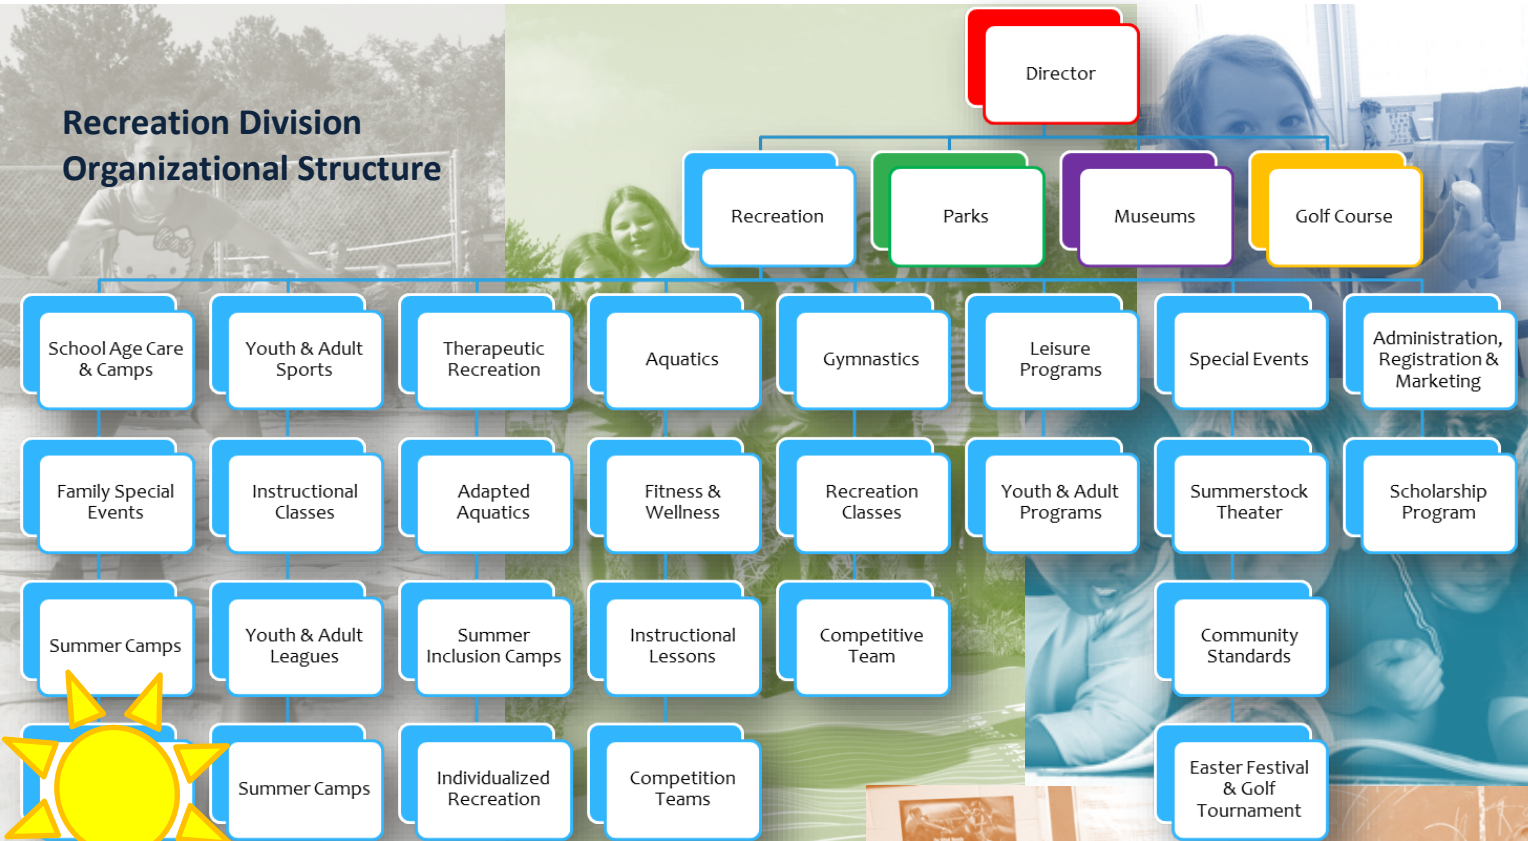 Recreation Division
Organizational Structure
Director
Recreation
Parks
Museums
Golf Course
School Age Care
& Camps
Youth & Adult
Sports
Therapeutic
Recreation
Aquatics
Gymnastics
Leisure
Programs
Special Events
Administration,
Registration &
Marketing
Family Special
Events
Instructional
Classes
Adapted
Aquatics
Fitness &
Wellness
Recreation
Classes
Youth & Adult
Programs
Summerstock
Theater
Scholarship
Program
Summer Camps
Youth & Adult
Leagues
Summer
Inclusion Camps
Instructional
Lessons
Competitive
Team
Community
Standards
Summer Camps
Individualized
Recreation
Competition
Teams
Easter Festival
& Golf
Tournament